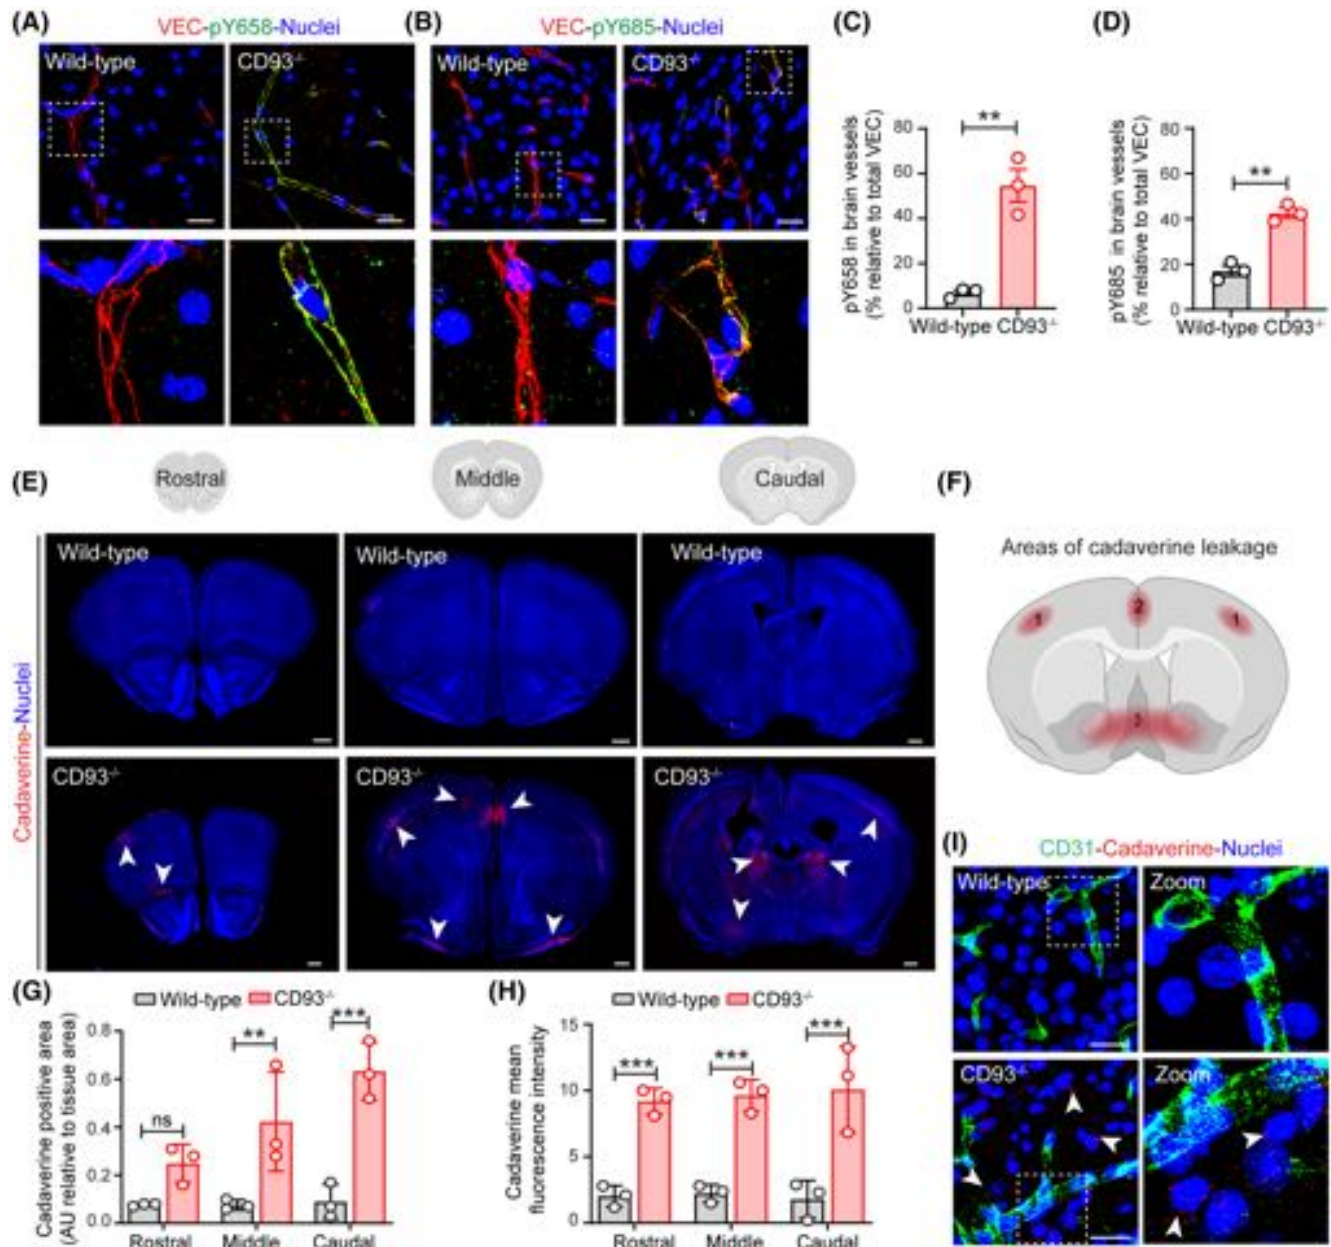 (A)
VEC-pY658-Nuclei
Wild-type
CD93-/-
(B)
VEC-pY685-Nuclei
Wild-type
CD93-/-
(C)
pY658 in brain vessels
(% relative to total VEC)
80
60
40
20
0
**
Wild-type CD93-/-
(D)
pY685 in brain vessels
(% relative to total VEC)
80
60
40
20
0
**
Wild-type CD93-/-
(E)
Rostral
Middle
Caudal
Cadaverine-Nuclei
Wild-type
Wild-type
Wild-type
CD93-/-
CD93-/-
CD93-/-
(F)
Areas of cadaverine leakage
1
2
1
3
(G)
Wild-type CD93-/-
Cadaverine positive area
(AU relative to tissue area)
0.8
0.6
0.4
0.2
0.0
ns
**
***
Rostral Middle Caudal
(H)
Wild-type CD93-/-
Cadaverine mean
fluorescence intensity
15
10
5
0
***
***
***
Rostral Middle Caudal
(I)
CD31-Cadaverine-Nuclei
Wild-type
Zoom
CD93-/-
Zoom